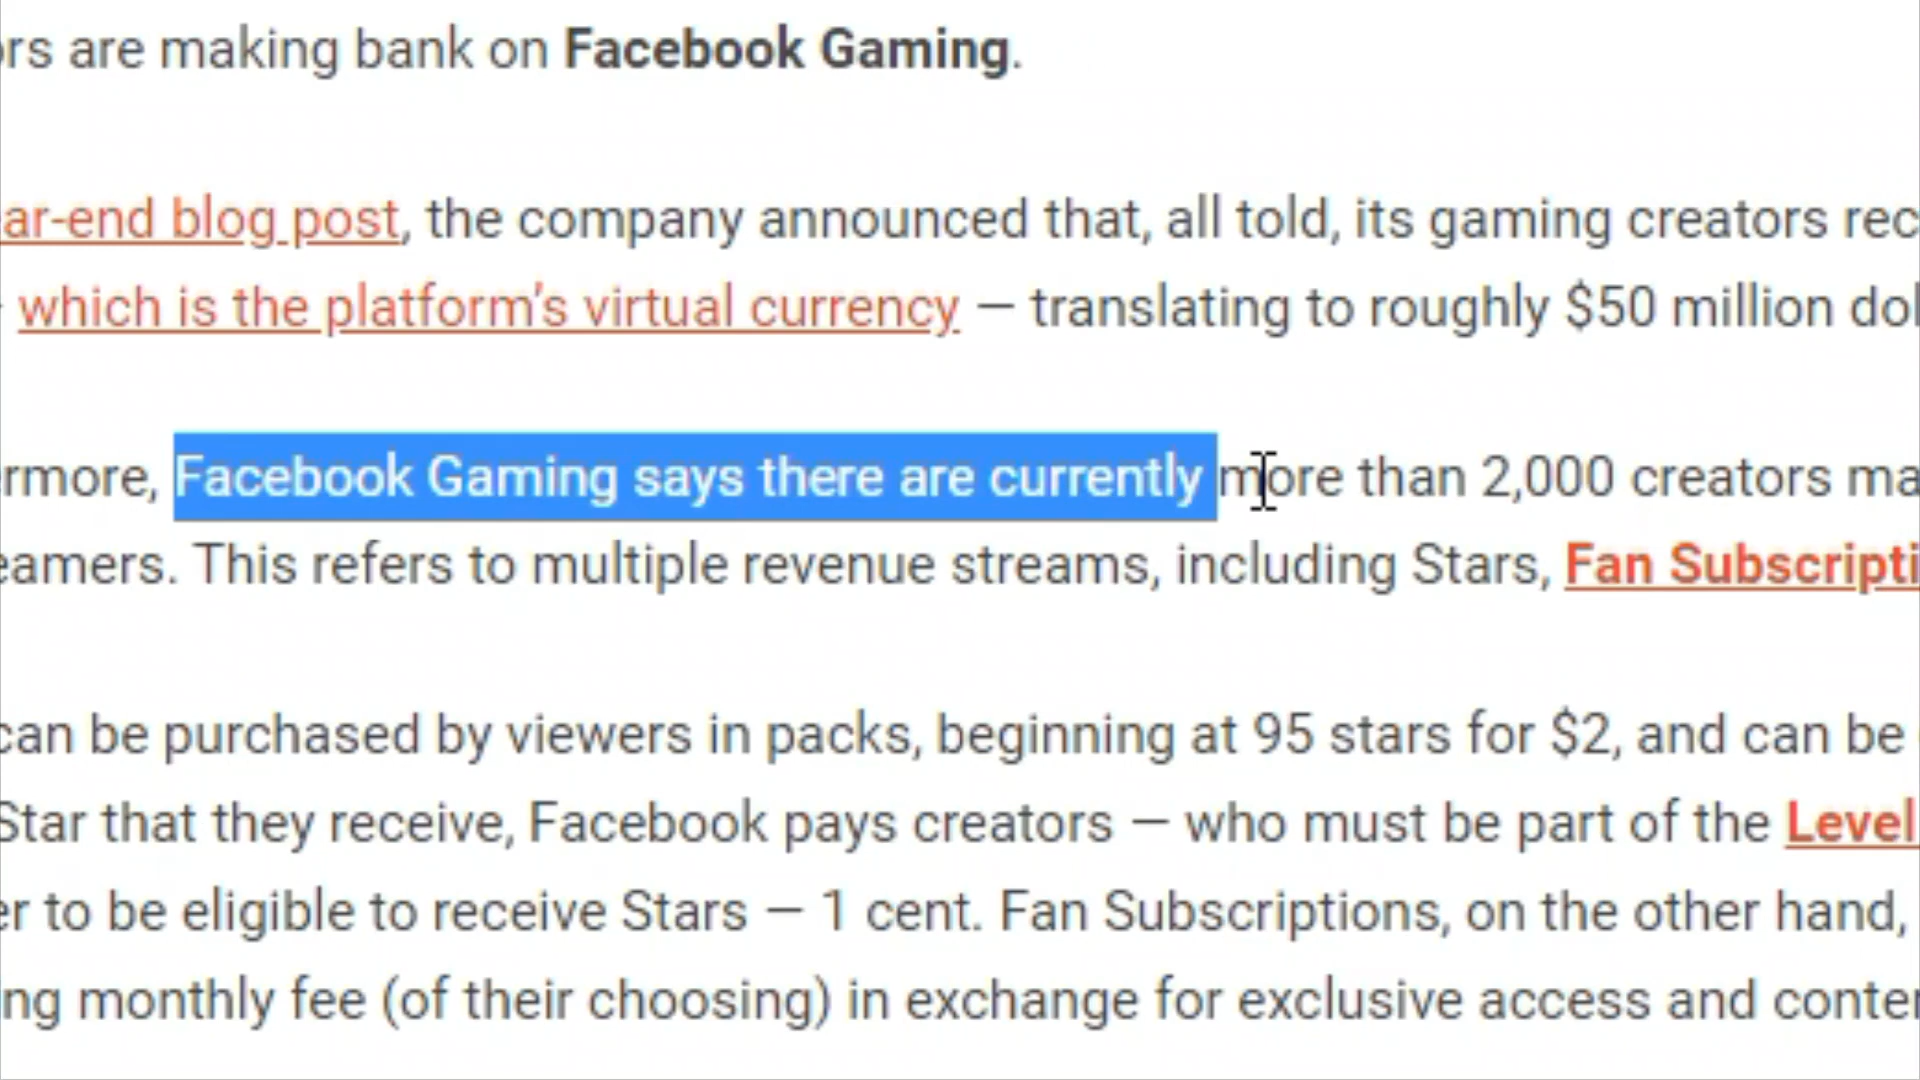 ors are making bank on Facebook Gaming.
ar-end blog post, the company announced that, all told, its gaming creators rec
which is the platform's virtual currency — translating to roughly $50 million dol
ermore, Facebook Gaming says there are currently more than 2,000 creators ma
eamers. This refers to multiple revenue streams, including Stars, Fan Subscripti
can be purchased by viewers in packs, beginning at 95 stars for $2, and can be
Star that they receive, Facebook pays creators — who must be part of the Level
er to be eligible to receive Stars — 1 cent. Fan Subscriptions, on the other hand,
ng monthly fee (of their choosing) in exchange for exclusive access and conten